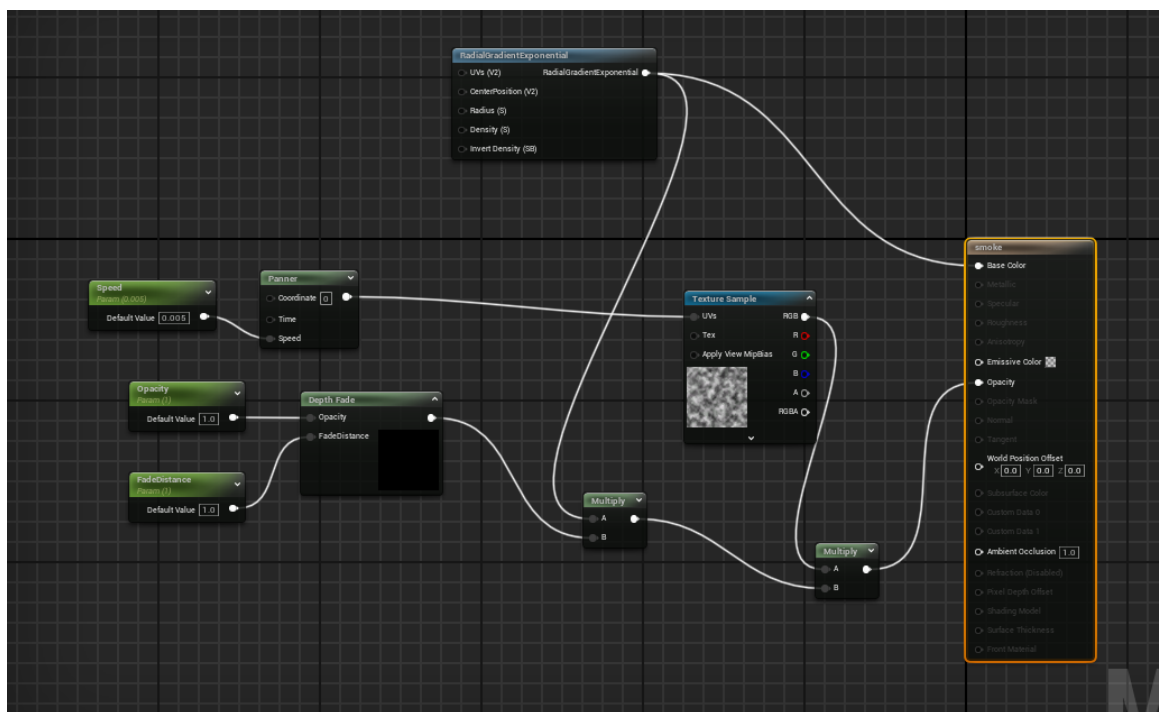 RadialGradientExponential
UVs (V2) RadialGradientExponential
CenterPosition (V2)
Radius (S)
Density (S)
Invert Density (SB)
Speed
Param (0.005)
Default Value 0.005
Panner
Coordinate 0
Time
Speed
Opacity
Param (1)
Default Value 1.0
FadeDistance
Param (1)
Default Value 1.0
Depth Fade
Opacity
FadeDistance
Multiply
A
B
Texture Sample
UVs RGB
Tex R
Apply View MipBias G
B
A
RGBA
Multiply
A
B
smoke
Base Color
Metallic
Specular
Roughness
Anisotropy
Emissive Color
Opacity
Opacity Mask
Normal
Tangent
World Position Offset
X 0.0 Y 0.0 Z 0.0
Subsurface Color
Custom Data 0
Custom Data 1
Ambient Occlusion 1.0
Refraction (Disabled)
Pixel Depth Offset
Shading Model
Surface Thickness
Front Material